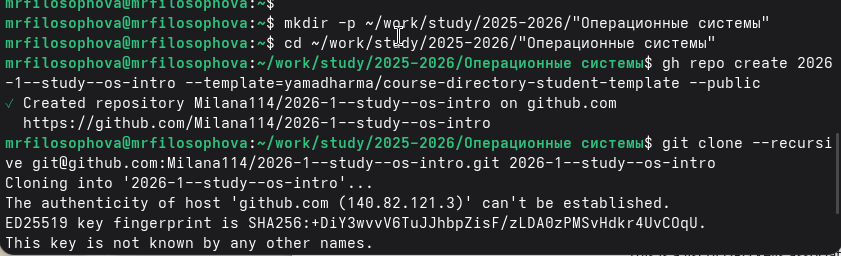 mrfilosophova@mrfilosophova:~$
mrfilosophova@mrfilosophova:~$ mkdir -p ~/work/study/2025-2026/"Операционные системы"
mrfilosophova@mrfilosophova:~$ cd ~/work/study/2025-2026/"Операционные системы"
mrfilosophova@mrfilosophova:~/work/study/2025-2026/Операционные системы$ gh repo create 2026
-1--study--os-intro --template=yamadharma/course-directory-student-template --public
✓ Created repository Milana114/2026-1--study--os-intro on github.com
https://github.com/Milana114/2026-1--study--os-intro
mrfilosophova@mrfilosophova:~/work/study/2025-2026/Операционные системы$ git clone --recursi
ve git@github.com:Milana114/2026-1--study--os-intro.git 2026-1--study--os-intro
Cloning into '2026-1--study--os-intro'...
The authenticity of host 'github.com (140.82.121.3)' can't be established.
ED25519 key fingerprint is SHA256:+DiY3wvvV6TuJJhbpZisF/zLDA0zPMSvHdkr4UvCOqU.
This key is not known by any other names.